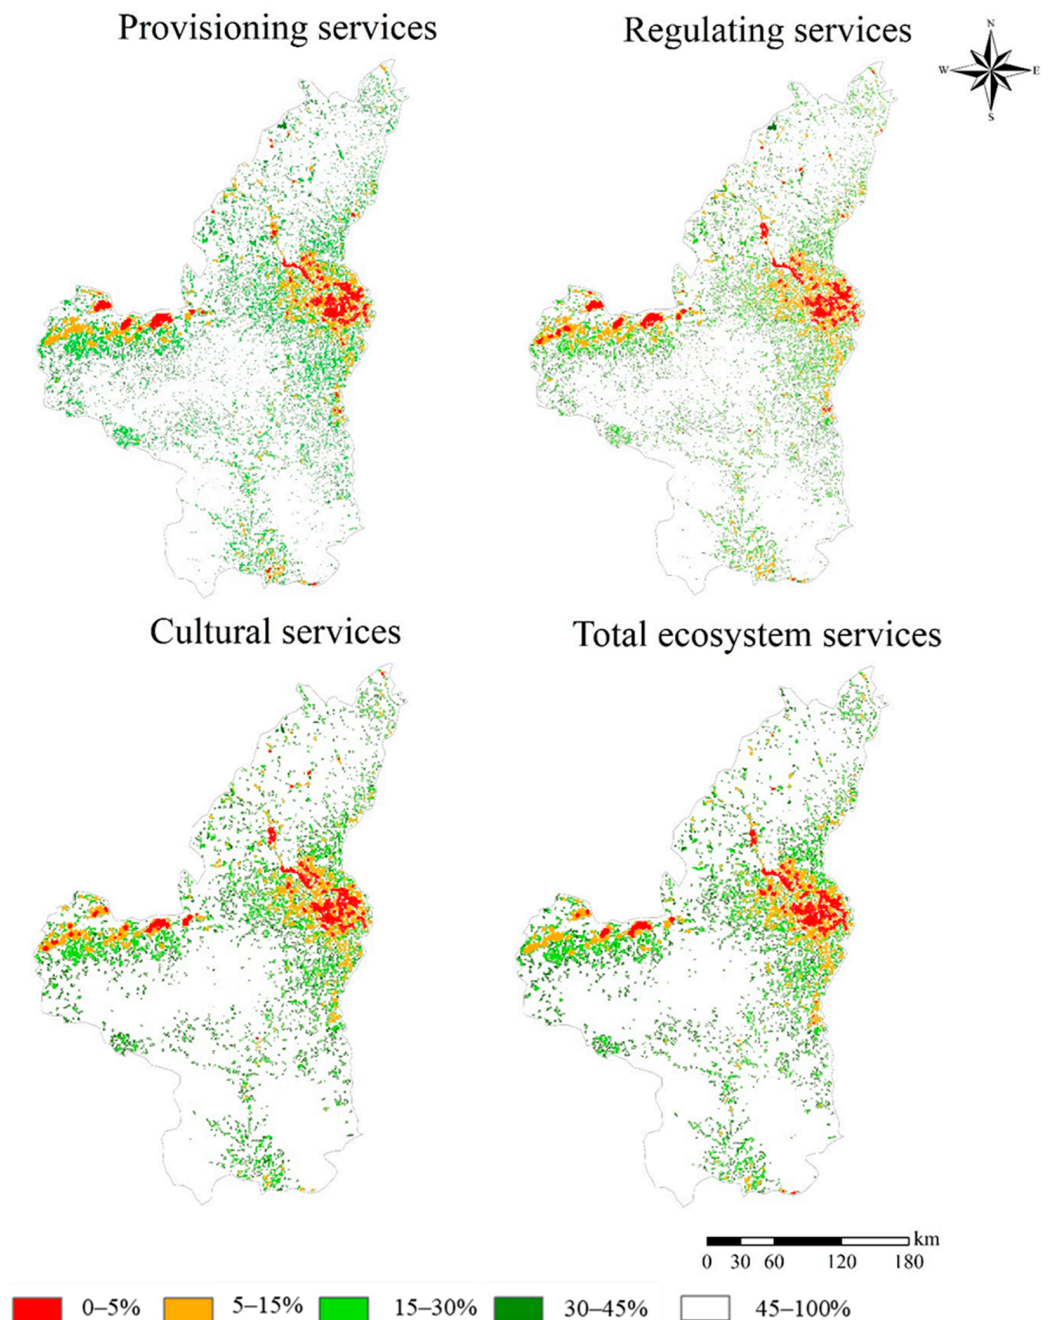 Provisioning services
Regulating services
N
W E
S
Cultural services
Total ecosystem services
km
0 30 60 120 180
0–5% 5–15% 15–30% 30–45% 45–100%